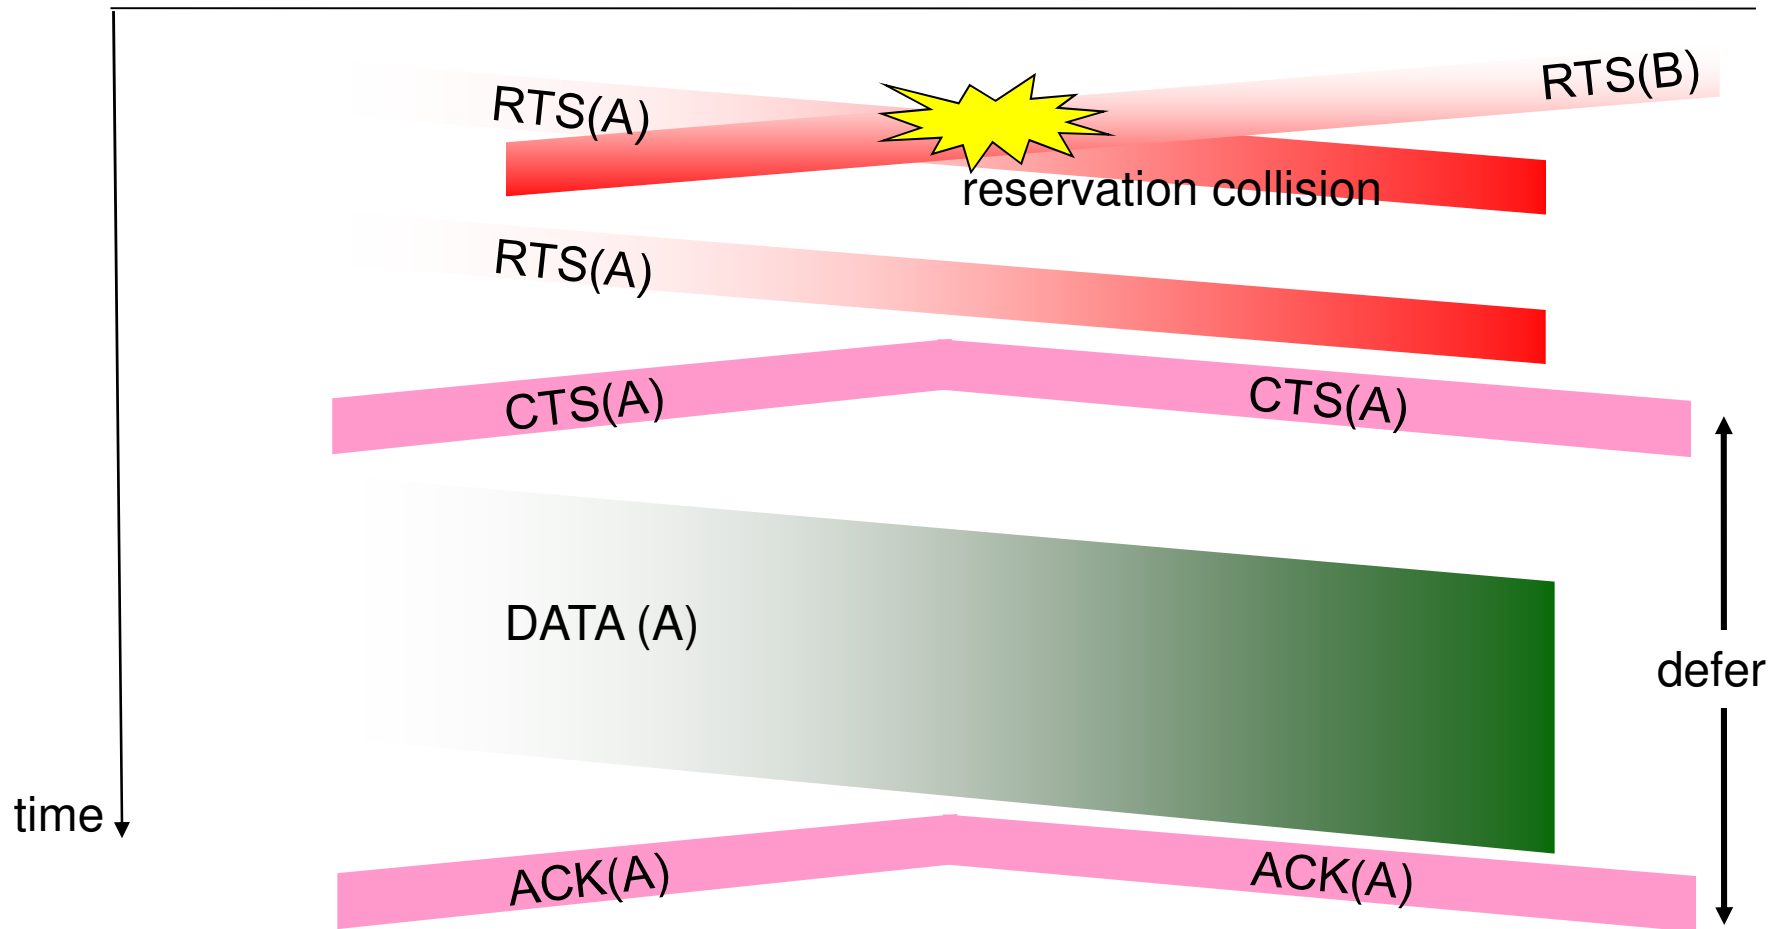 RTS(A)
RTS(B)
reservation collision
RTS(A)
CTS(A)
CTS(A)
DATA (A)
defer
time
ACK(A)
ACK(A)